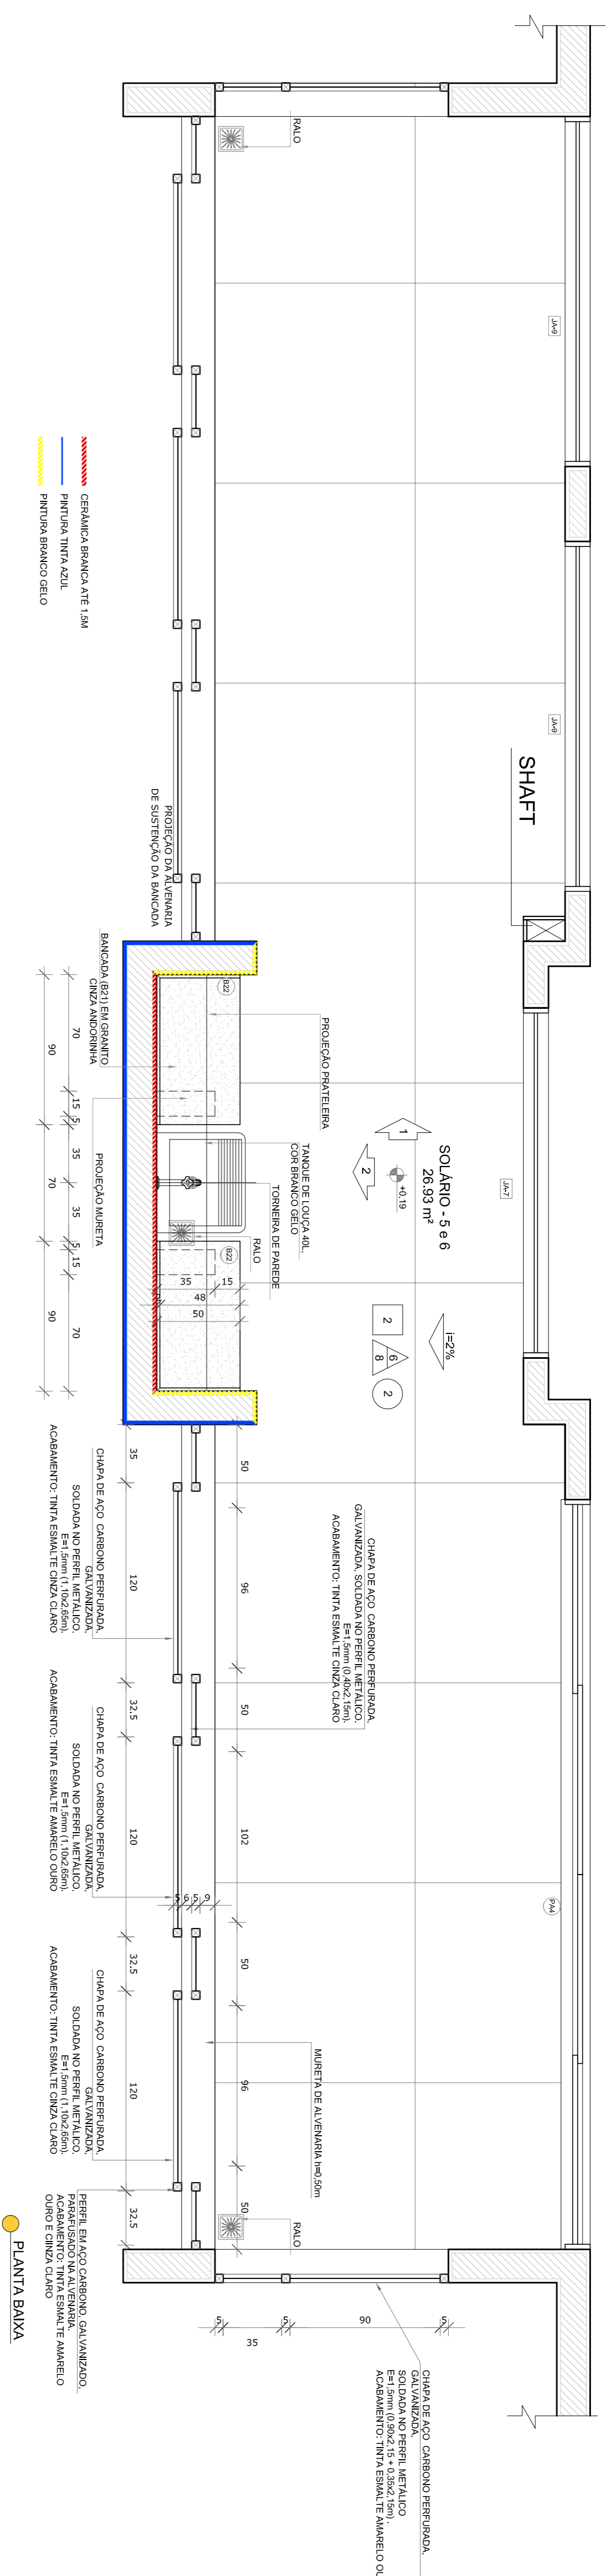 RALO
JA-9
CERÂMICA BRANCA ATÉ 1,5M
PINTURA TINTA AZUL
PINTURA BRANCO GELO
JA-9
SHAFT
PROJEÇÃO DA ALVENARIA
DE SUSTENÇÃO DA BANCADA
BANCADA (B21) EM GRANITO
CINZA ANDORINHA
B22
PROJEÇÃO PRATELEIRA
TANQUE DE LOUÇA 40L,
COR BRANCO GELO
TORNEIRA DE PAREDE
RALO
B22
PROJEÇÃO MURETA
70
15
5
35
35
5
15
70
90
70
90
35
15
48
50
2
SOLÁRIO - 5 e 6
26.93 m²
+0,19
1
2
i=2%
2
6
8
2
JA-7
50
96
50
102
50
96
50
35
120
32.5
120
32.5
120
32.5
5
6
5
9
CHAPA DE AÇO CARBONO PERFURADA,
GALVANIZADA, SOLDADA NO PERFIL METÁLICO.
E=1,5mm (0,40x2,15m).
ACABAMENTO: TINTA ESMALTE CINZA CLARO
CHAPA DE AÇO CARBONO PERFURADA,
GALVANIZADA,
SOLDADA NO PERFIL METÁLICO.
E=1,5mm (1,10x2,65m).
ACABAMENTO: TINTA ESMALTE CINZA CLARO
CHAPA DE AÇO CARBONO PERFURADA,
GALVANIZADA,
SOLDADA NO PERFIL METÁLICO.
E=1,5mm (1,10x2,65m).
ACABAMENTO: TINTA ESMALTE AMARELO OURO
CHAPA DE AÇO CARBONO PERFURADA,
GALVANIZADA,
SOLDADA NO PERFIL METÁLICO.
E=1,5mm (1,10x2,65m).
ACABAMENTO: TINTA ESMALTE CINZA CLARO
PA4
MURETA DE ALVENARIA h=0,50m
RALO
PERFIL EM AÇO CARBONO, GALVANIZADO,
PARAFUSADO NA ALVENARIA.
ACABAMENTO: TINTA ESMALTE AMARELO
OURO E CINZA CLARO
5
35
5
90
5
CHAPA DE AÇO CARBONO PERFURADA,
GALVANIZADA,
SOLDADA NO PERFIL METÁLICO
E=1,5mm (0,90x2,15 + 0,35x2,15m) .
ACABAMENTO: TINTA ESMALTE AMARELO
PLANTA BAIXA